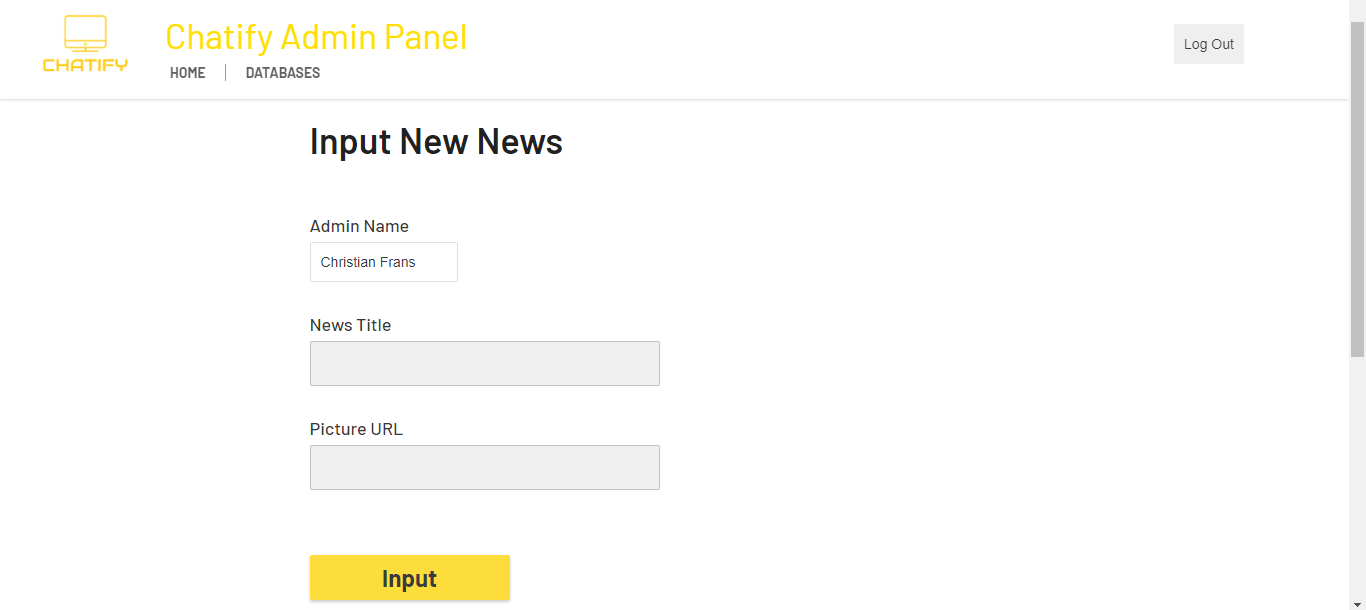 CHATIFY
Chatify Admin Panel
HOME
DATABASES
Log Out
Input New News
Admin Name
Christian Frans
News Title
Picture URL
Input